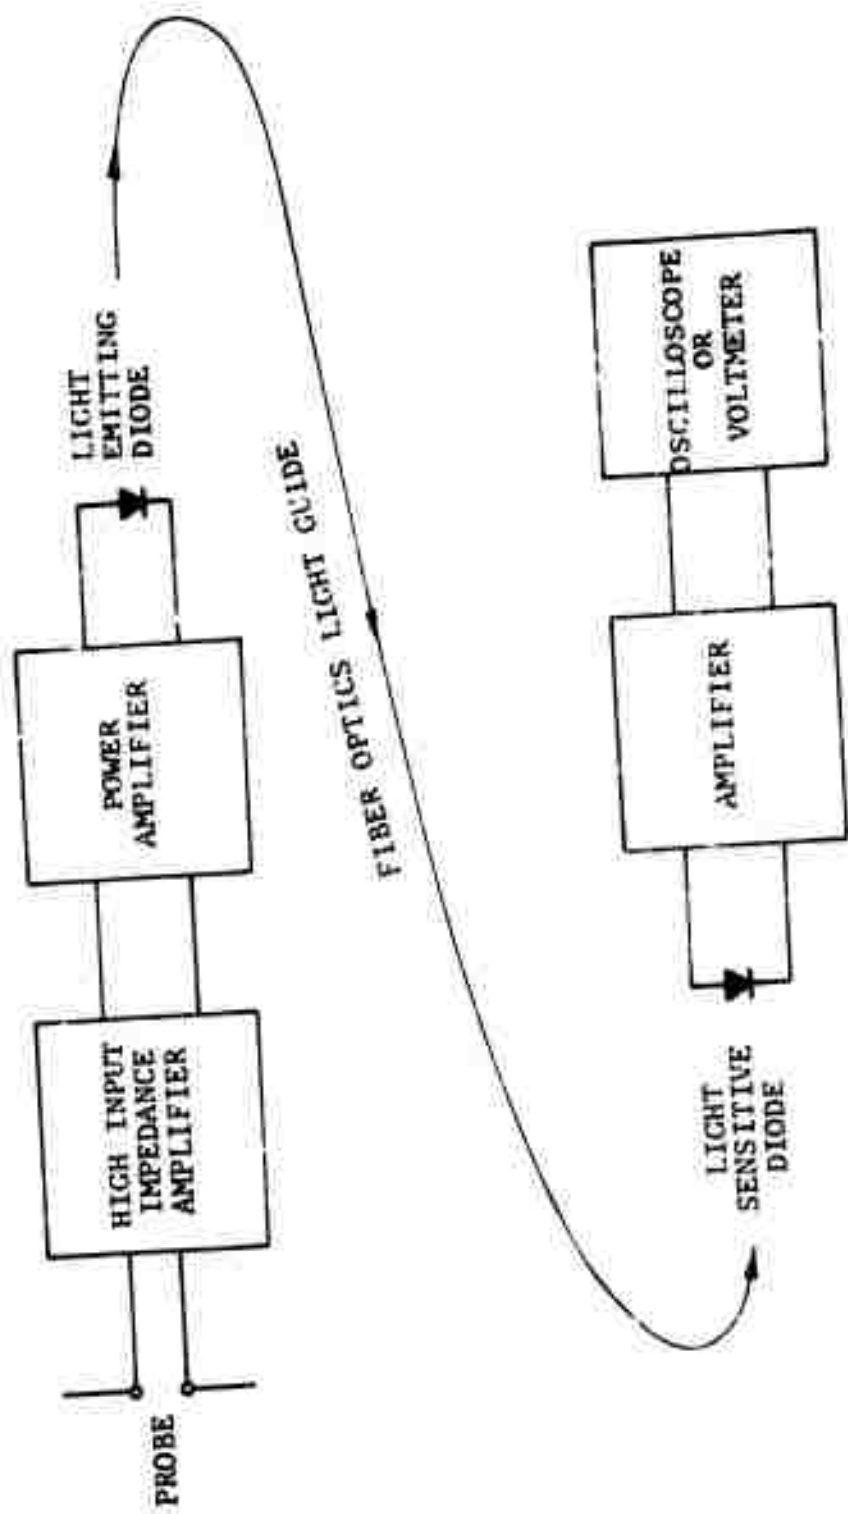 PROBE
HIGH INPUT
IMPEDANCE
AMPLIFIER
POWER
AMPLIFIER
LIGHT
EMITTING
DIODE
FIBER OPTICS LIGHT GUIDE
LIGHT
SENSITIVE
DIODE
AMPLIFIER
OSCILLOSCOPE
OR
VOLTMETER